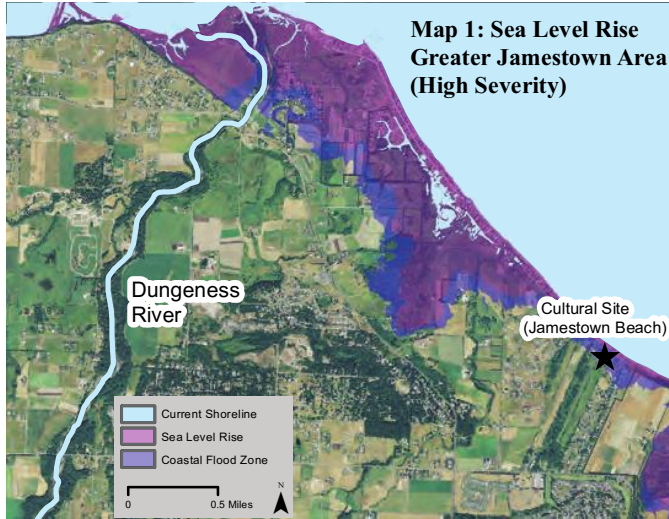 Map 1: Sea Level Rise
Greater Jamestown Area
(High Severity)
Dungeness
River
Cultural Site
(Jamestown Beach)
Current Shoreline
Sea Level Rise
Coastal Flood Zone
0 0.5 Miles
N